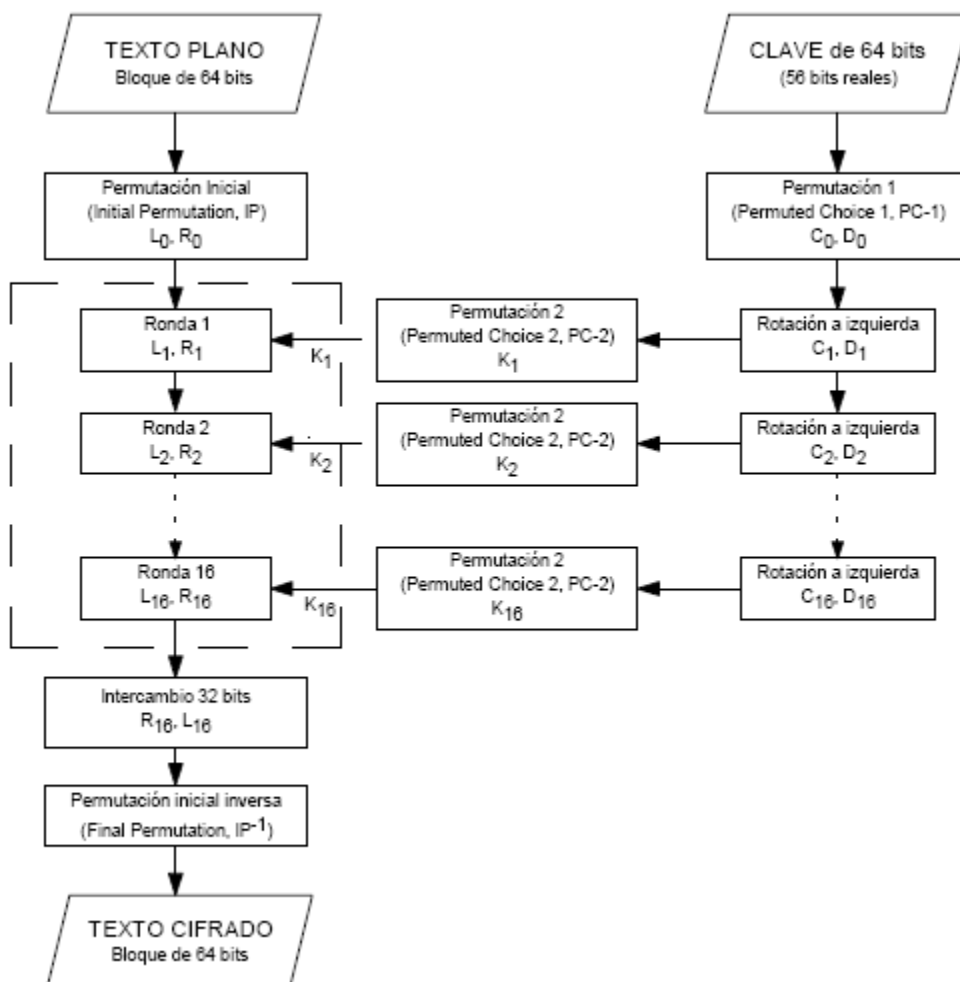 TEXTO PLANO
Bloque de 64 bits
CLAVE de 64 bits
(56 bits reales)
Permutación Inicial
(Initial Permutation, IP)
L0, R0
Permutación 1
(Permuted Choice 1, PC-1)
C0, D0
Ronda 1
L1, R1
K1
Permutación 2
(Permuted Choice 2, PC-2)
K1
Rotación a izquierda
C1, D1
Ronda 2
L2, R2
K2
Permutación 2
(Permuted Choice 2, PC-2)
K2
Rotación a izquierda
C2, D2
Ronda 16
L16, R16
K16
Permutación 2
(Permuted Choice 2, PC-2)
K16
Rotación a izquierda
C16, D16
Intercambio 32 bits
R16, L16
Permutación inicial inversa
(Final Permutation, IP-1)
TEXTO CIFRADO
Bloque de 64 bits